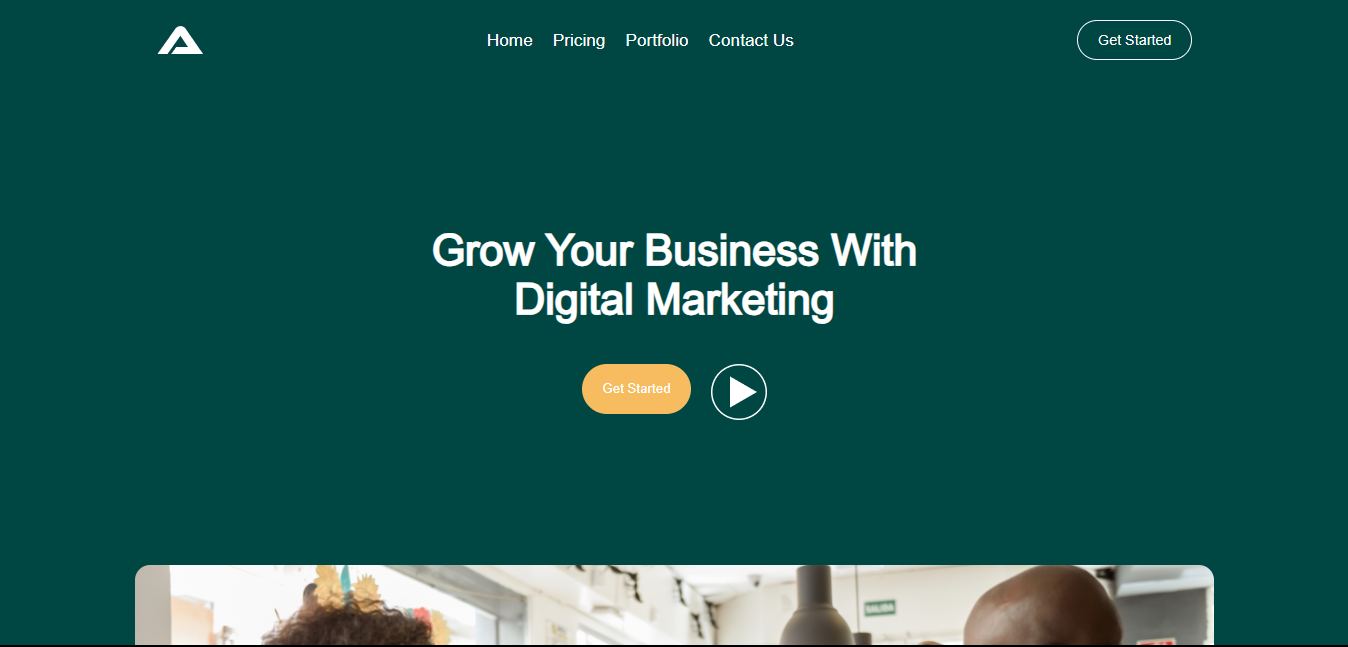 Home Pricing Portfolio Contact Us Get Started
Grow Your Business With
Digital Marketing
Get Started
SALIDA